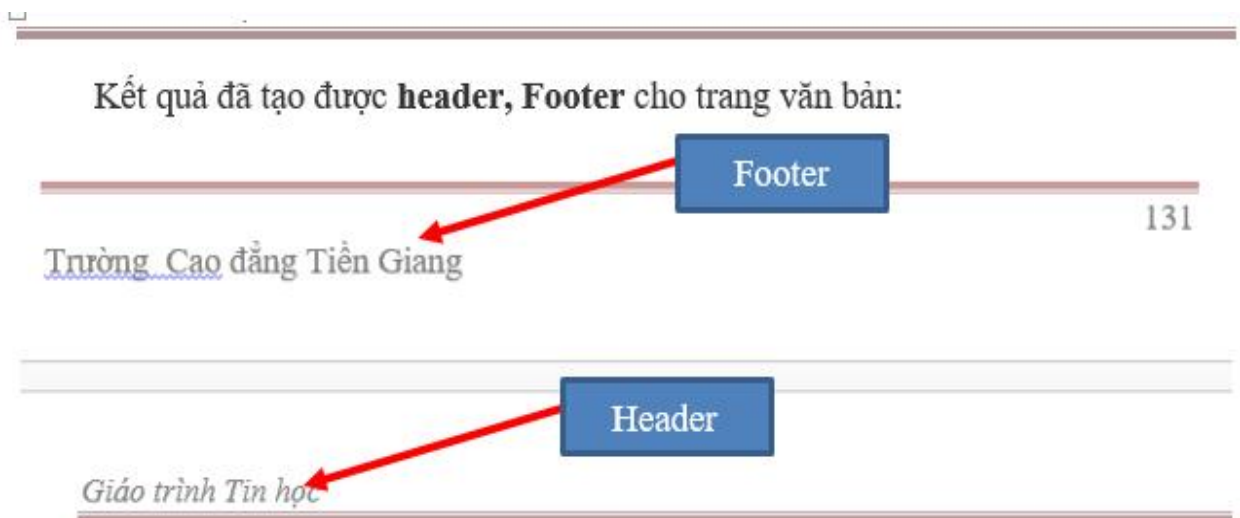 Kết quả đã tạo được header, Footer cho trang văn bản:
Footer
131
Trường Cao đẳng Tiền Giang
Header
Giáo trình Tin học